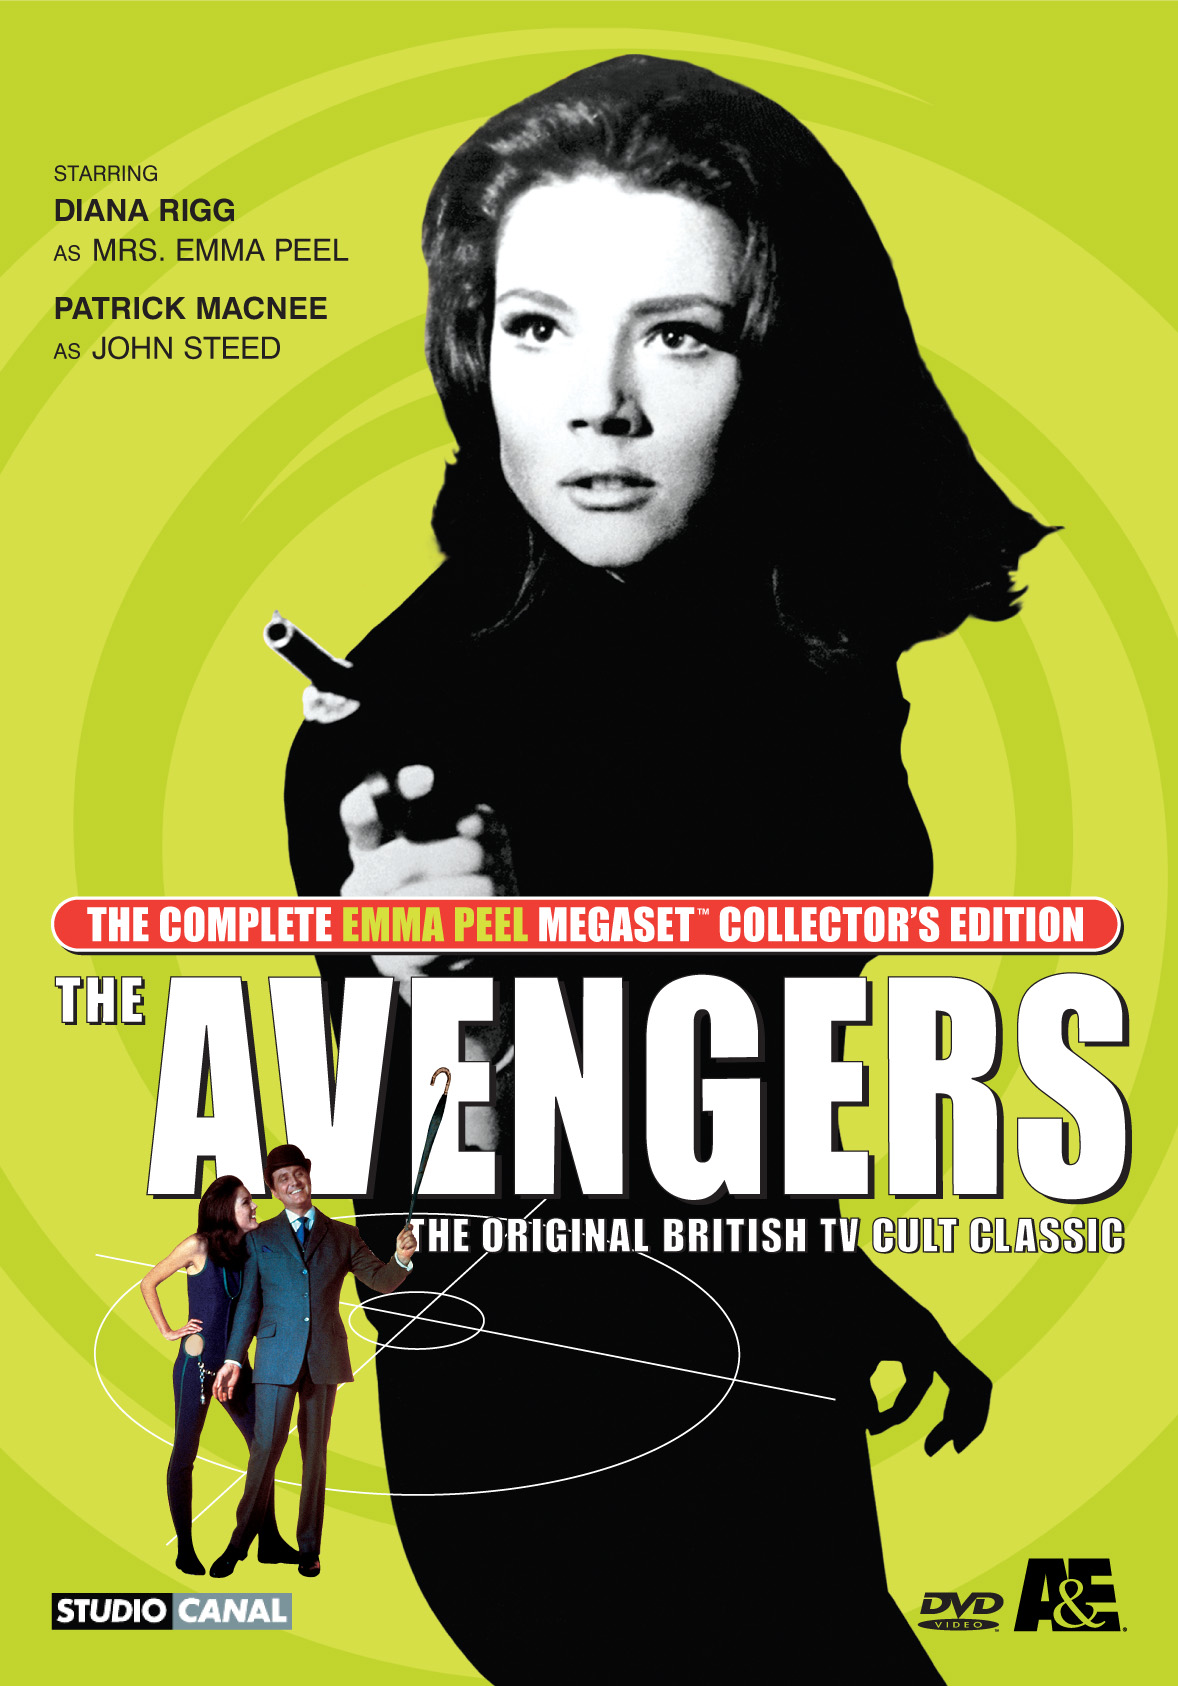 STARRING
DIANA RIGG
AS MRS. EMMA PEEL
PATRICK MACNEE
AS JOHN STEED
THE COMPLETE EMMA PEEL MEGASET™ COLLECTOR'S EDITION
THE AVENGERS
THE ORIGINAL BRITISH TV CULT CLASSIC
STUDIO CANAL
DVD
VIDEO
A&E